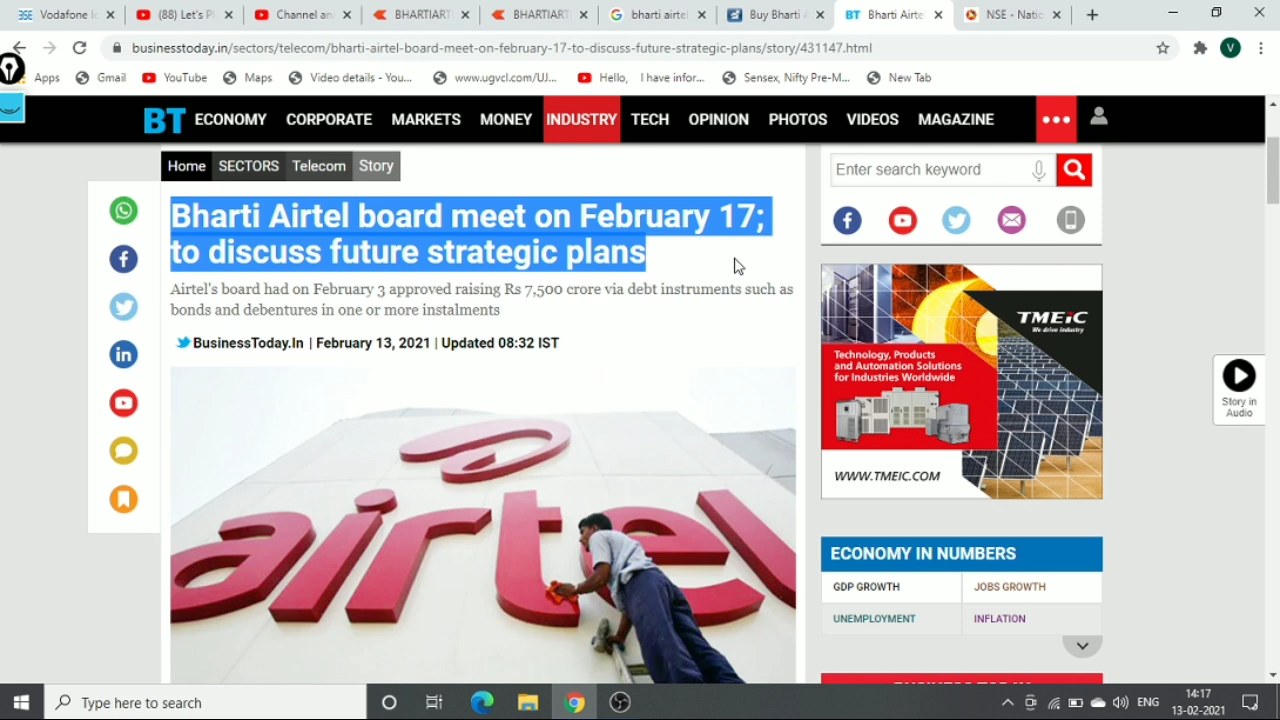 Vodafone Id
(88) Let's Pl
Channel an
BHARTIART
BHARTIART
bharti airtel
Buy Bharti A
BT Bharti Airte
NSE - Natio
businesstoday.in/sectors/telecom/bharti-airtel-board-meet-on-february-17-to-discuss-future-strategic-plans/story/431147.html
V
Apps
Gmail
YouTube
Maps
Video details - You...
www.ugvcl.com/UJ...
Hello, I have infor...
Sensex, Nifty Pre-M...
New Tab
BT ECONOMY CORPORATE MARKETS MONEY INDUSTRY TECH OPINION PHOTOS VIDEOS MAGAZINE
Home SECTORS Telecom Story
Enter search keyword
Bharti Airtel board meet on February 17;
to discuss future strategic plans
Airtel's board had on February 3 approved raising Rs 7,500 crore via debt instruments such as
bonds and debentures in one or more instalments
BusinessToday.In | February 13, 2021 | Updated 08:32 IST
airtel
TMEiC
We drive industry
Technology, Products
and Automation Solutions
for Industries Worldwide
WWW.TMEIC.COM
Story in
Audio
ECONOMY IN NUMBERS
GDP GROWTH JOBS GROWTH
UNEMPLOYMENT INFLATION
Type here to search
ENG
14:17
13-02-2021